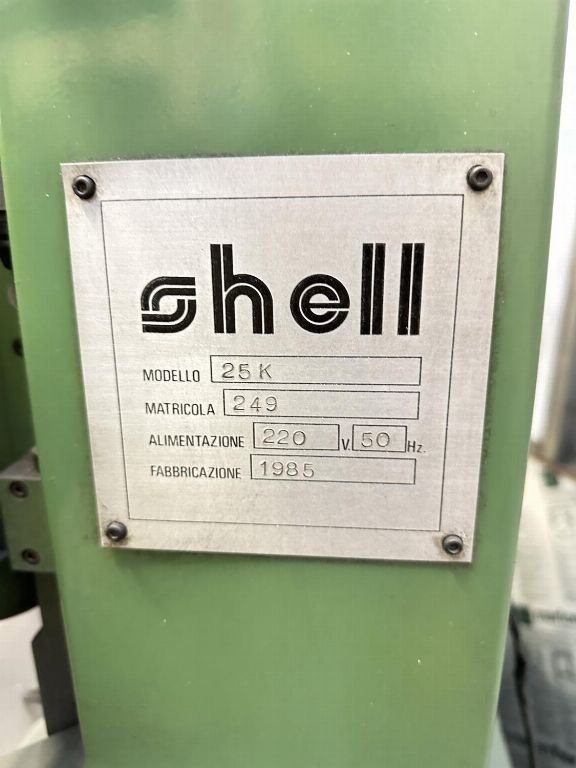 shell
MODELLO 25 K
MATRICOLA 249
ALIMENTAZIONE 220 V. 50 Hz.
FABBRICAZIONE 1985